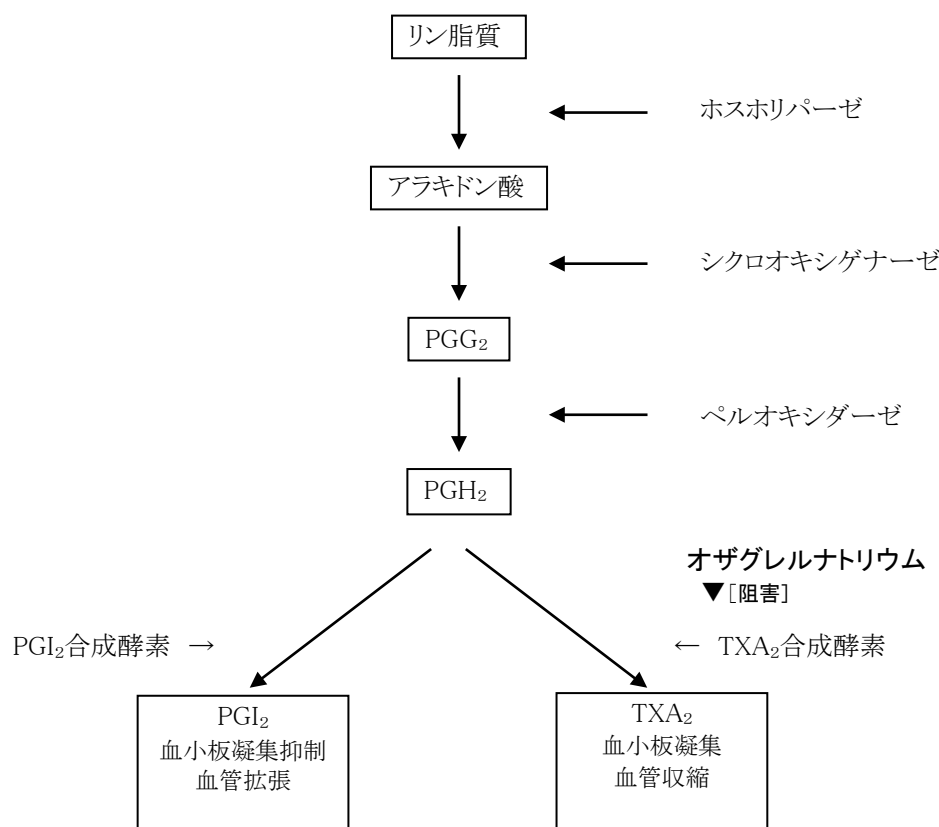 リン脂質
ホスホリパーゼ
アラキドン酸
シクロオキシゲナーゼ
PGG₂
ペルオキシダーゼ
PGH₂
オザグレルナトリウム
▼[阻害]
PGI₂合成酵素 →
← TXA₂合成酵素
PGI₂
血小板凝集抑制
血管拡張
TXA₂
血小板凝集
血管収縮